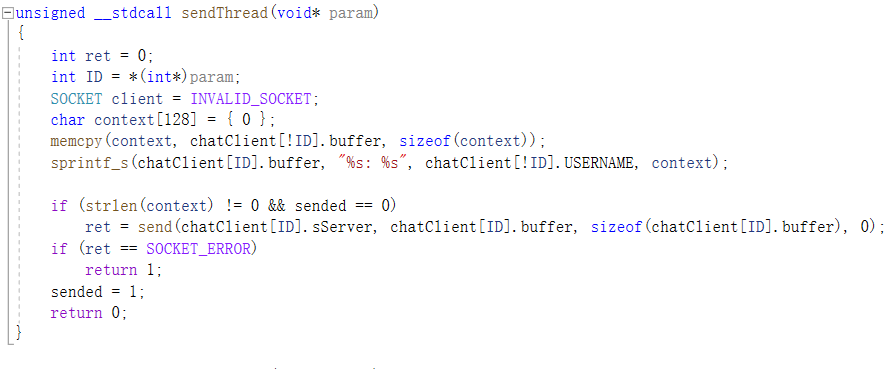 unsigned __stdcall sendThread(void* param)
{
int ret = 0;
int ID = *(int*)param;
SOCKET client = INVALID_SOCKET;
char context[128] = { 0 };
memcpy(context, chatClient[!ID].buffer, sizeof(context));
sprintf_s(chatClient[ID].buffer, "%s: %s", chatClient[!ID].USERNAME, context);
if (strlen(context) != 0 && sended == 0)
ret = send(chatClient[ID].sServer, chatClient[ID].buffer, sizeof(chatClient[ID].buffer), 0);
if (ret == SOCKET_ERROR)
return 1;
sended = 1;
return 0;
}